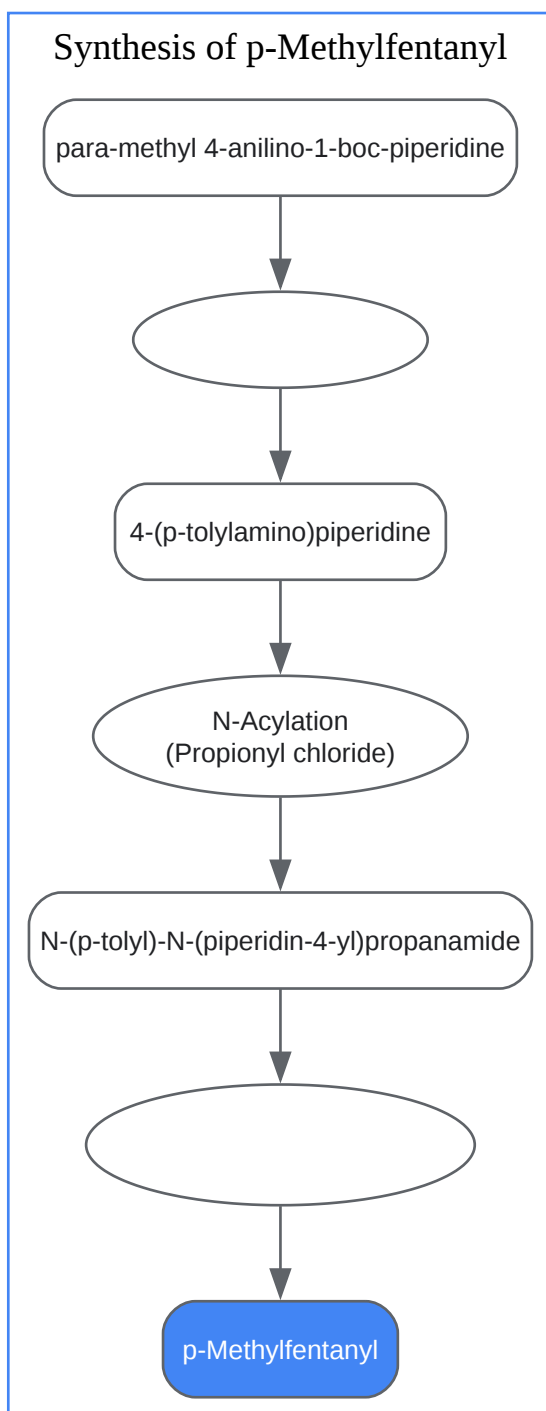 Synthesis of p-Methylfentanyl
para-methyl 4-anilino-1-boc-piperidine
4-(p-tolylamino)piperidine
N-Acylation
(Propionyl chloride)
N-(p-tolyl)-N-(piperidin-4-yl)propanamide
p-Methylfentanyl